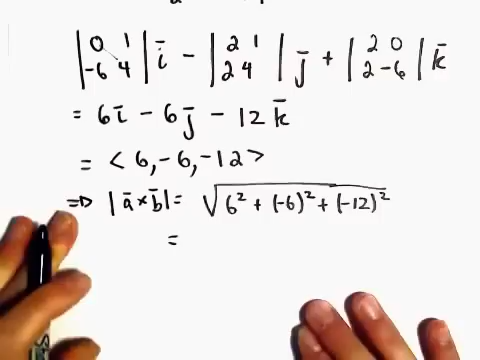 |0 1 -6 4| i̅ - |2 1 2 4| j̅ + |2 0 2 -6| k̅
= 6i̅ - 6j̅ - 12k̅
= <6, -6, -12>
⇒ |a̅ × b̅| = √6² + (-6)² + (-12)²
=